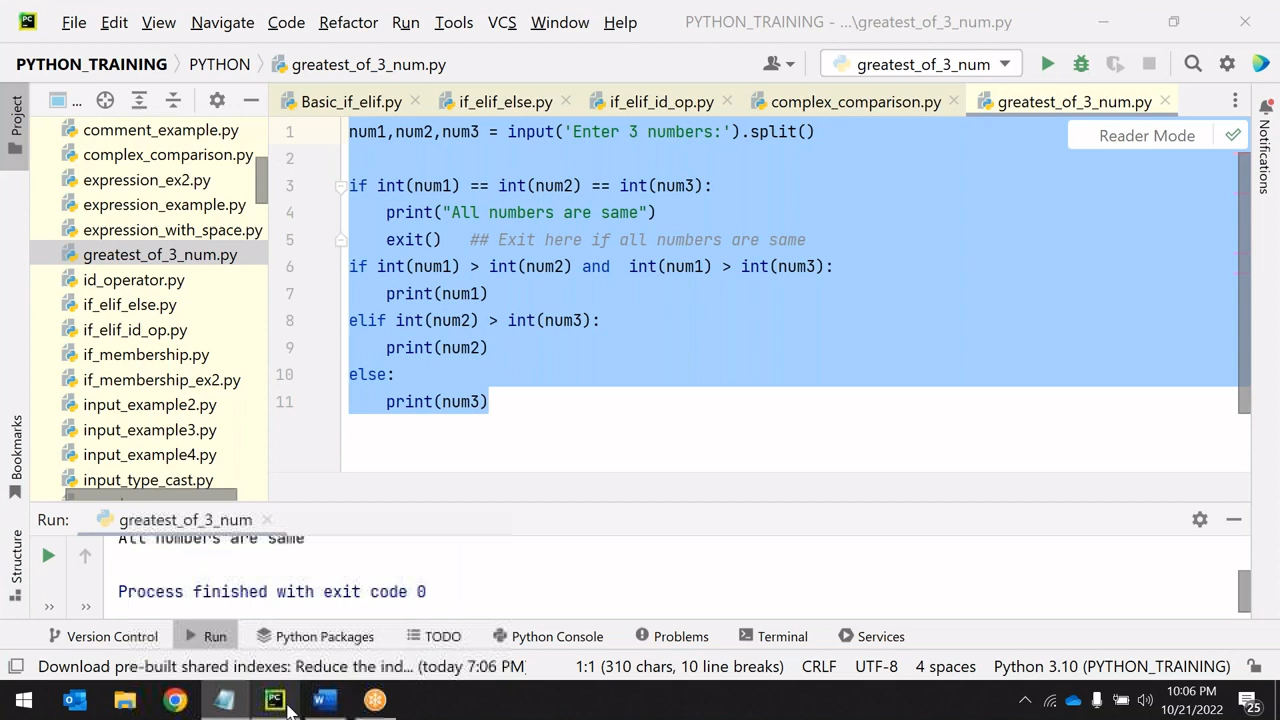 PC File Edit View Navigate Code Refactor Run Tools VCS Window Help PYTHON_TRAINING - ...\greatest_of_3_num.py
PYTHON_TRAINING PYTHON greatest_of_3_num.py greatest_of_3_num
Project ... Basic_if_elif.py if_elif_else.py if_elif_id_op.py complex_comparison.py greatest_of_3_num.py Notifications
comment_example.py
complex_comparison.py
expression_ex2.py
expression_example.py
expression_with_space.py
greatest_of_3_num.py
id_operator.py
if_elif_else.py
if_elif_id_op.py
if_membership.py
if_membership_ex2.py
input_example2.py
input_example3.py
input_example4.py
input_type_cast.py
Reader Mode
1 num1,num2,num3 = input('Enter 3 numbers:').split()
2
3 if int(num1) == int(num2) == int(num3):
4     print("All numbers are same")
5     exit()   ## Exit here if all numbers are same
6 if int(num1) > int(num2) and  int(num1) > int(num3):
7     print(num1)
8 elif int(num2) > int(num3):
9     print(num2)
10 else:
11     print(num3)
Bookmarks
Structure
Run: greatest_of_3_num
All numbers are same
Process finished with exit code 0
Version Control Run Python Packages TODO Python Console Problems Terminal Services
Download pre-built shared indexes: Reduce the ind... (today 7:06 PM) 1:1 (310 chars, 10 line breaks) CRLF UTF-8 4 spaces Python 3.10 (PYTHON_TRAINING)
PC 10:06 PM
10/21/2022 25